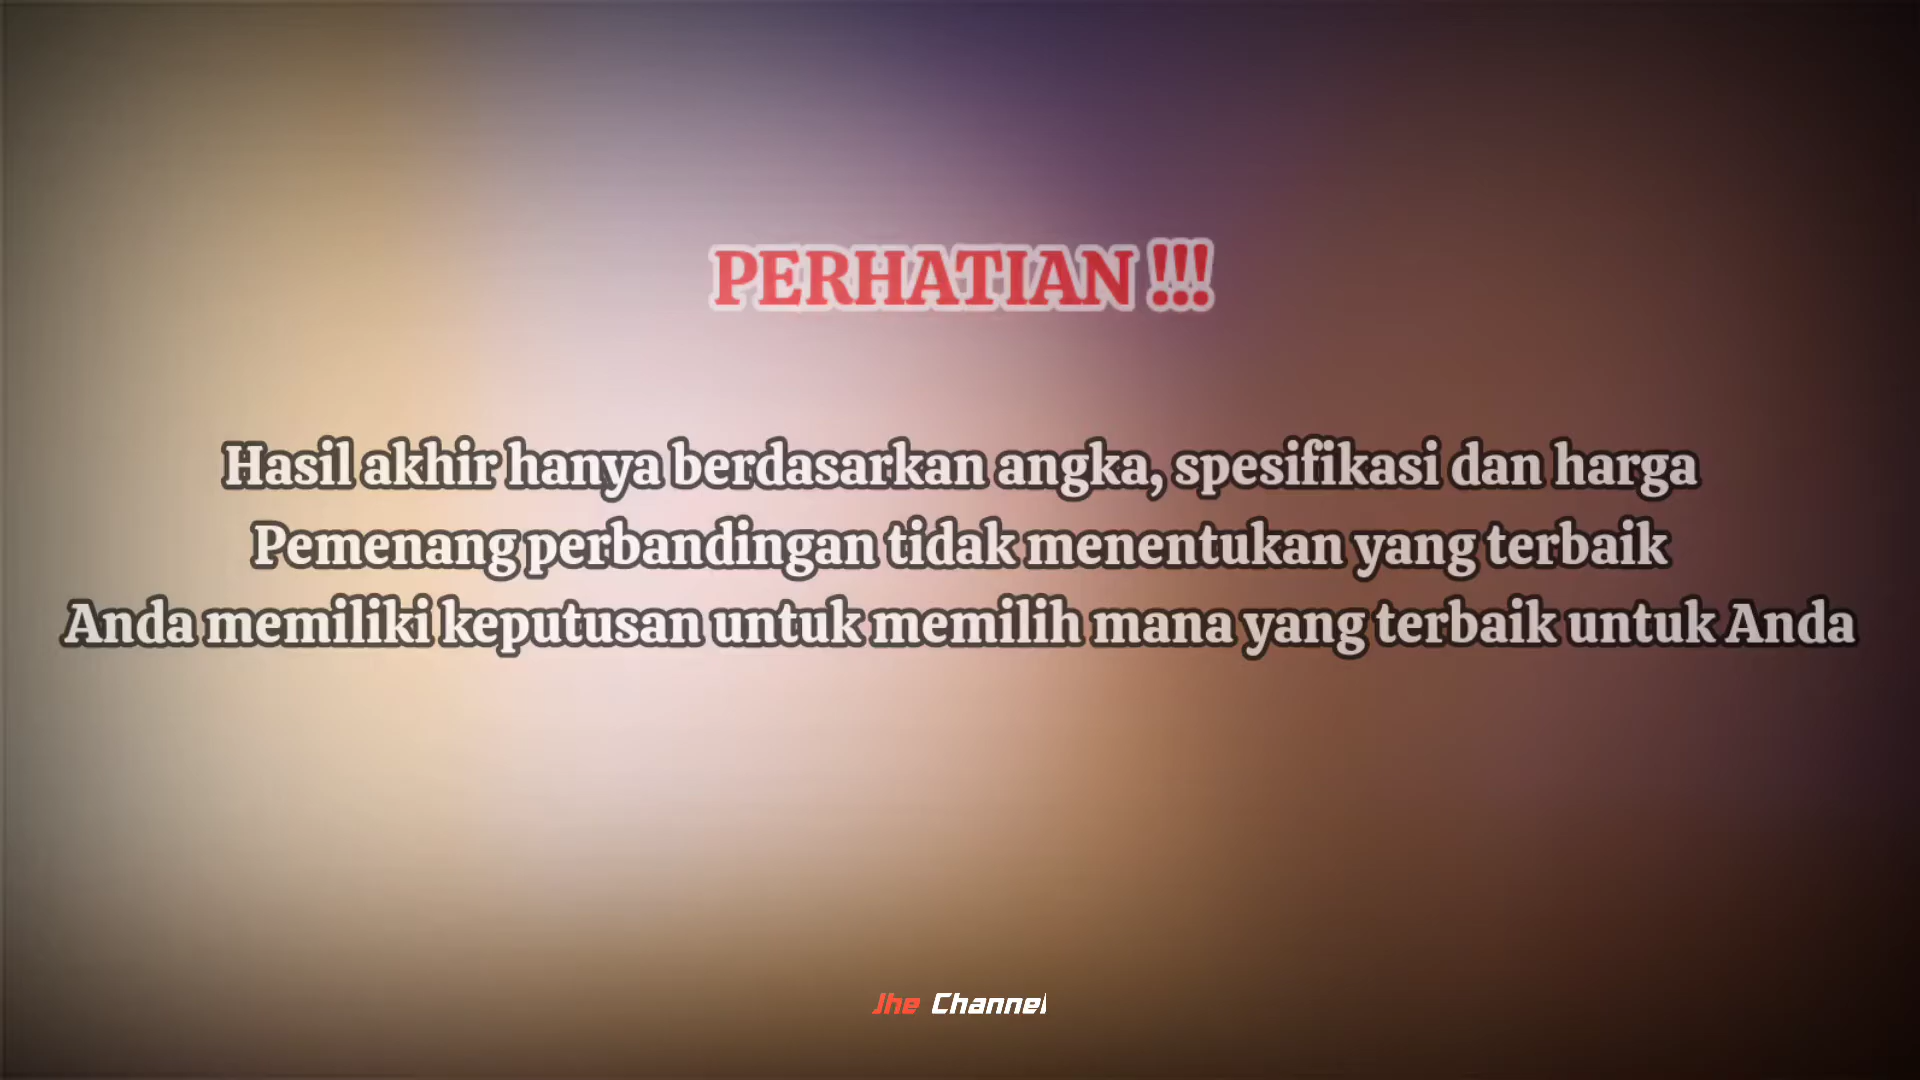 PERHATIAN !!!
Hasil akhir hanya berdasarkan angka, spesifikasi dan harga
Pemenang perbandingan tidak menentukan yang terbaik
Anda memiliki keputusan untuk memilih mana yang terbaik untuk Anda
Jhe Channel